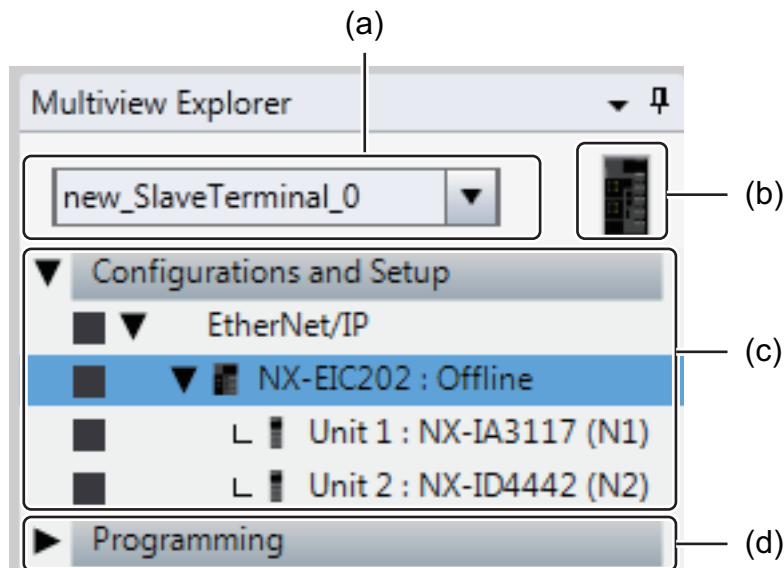 (a)
Multiview Explorer
new_SlaveTerminal_0
(b)
Configurations and Setup
EtherNet/IP
(c)
NX-EIC202 : Offline
Unit 1 : NX-IA3117 (N1)
Unit 2 : NX-ID4442 (N2)
Programming
(d)